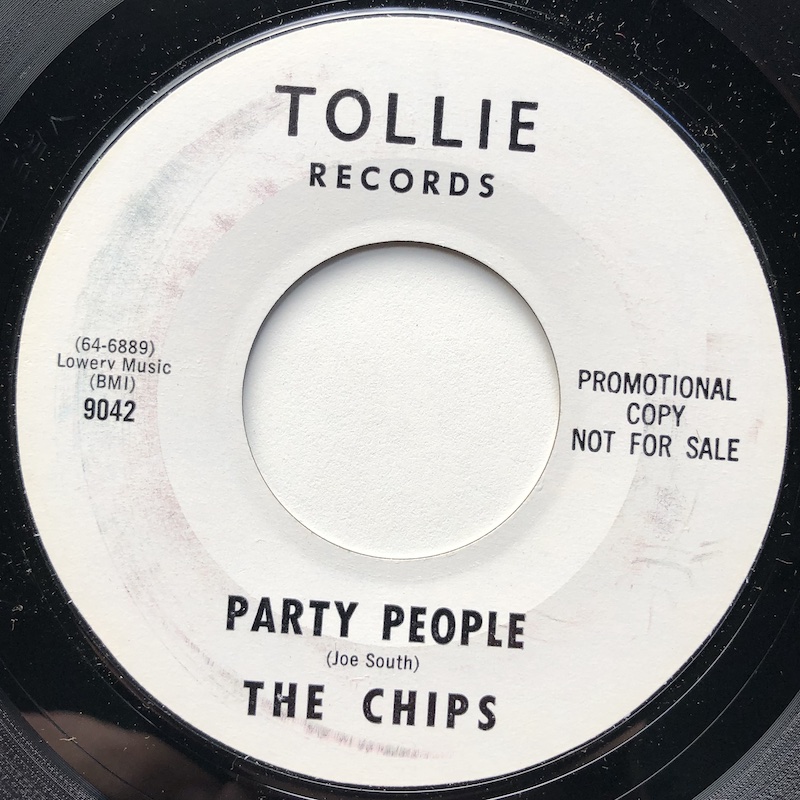 TOLLIE
RECORDS
(64-6889)
Lowery Music
(BMI)
9042
PROMOTIONAL
COPY
NOT FOR SALE
PARTY PEOPLE
(Joe South)
THE CHIPS